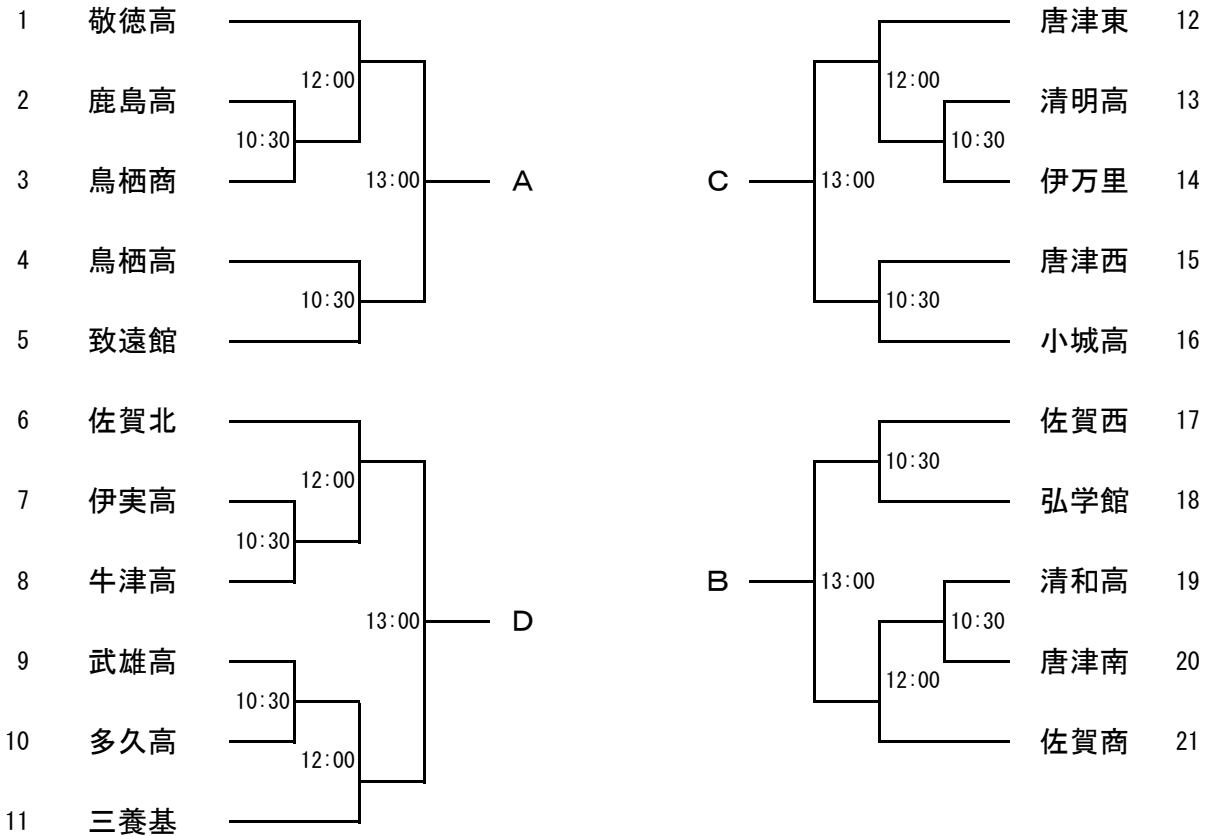 1 敬徳高 唐津東 12
12:00 12:00
2 鹿島高 清明高 13
10:30 10:30
3 鳥栖商 13:00 A C 13:00 伊万里 14
4 鳥栖高 唐津西 15
10:30 10:30
5 致遠館 小城高 16
6 佐賀北 佐賀西 17
12:00 10:30
7 伊実高 弘学館 18
10:30
8 牛津高 B 13:00 清和高 19
13:00 D 10:30
9 武雄高 唐津南 20
10:30 12:00
10 多久高 佐賀商 21
12:00
11 三養基